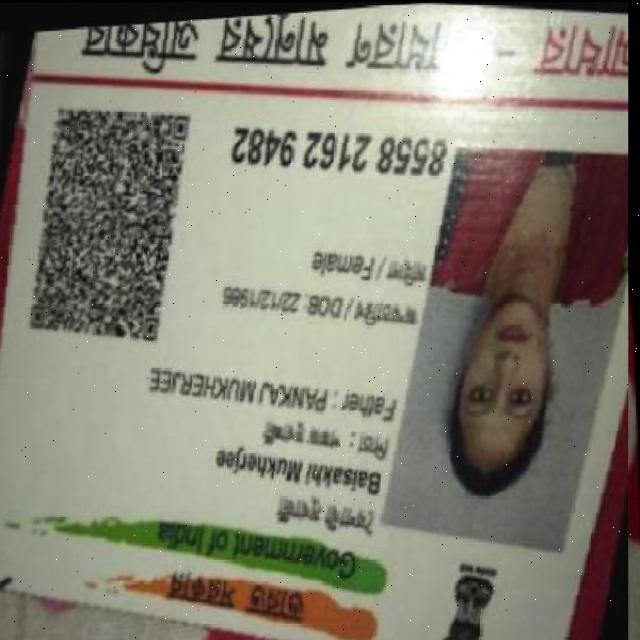 ভারত সরকার
Government of India
বৈশাখী মুখার্জী
Baisakhi Mukherjee
পিতা : পঙ্কজ মুখার্জী
Father : PANKAJ MUKHERJEE
জন্মতারিখ / DOB: 22/12/1986
মহিলা / Female
8558 2162 9482
আধার - সাধারণ মানুষের অধিকার